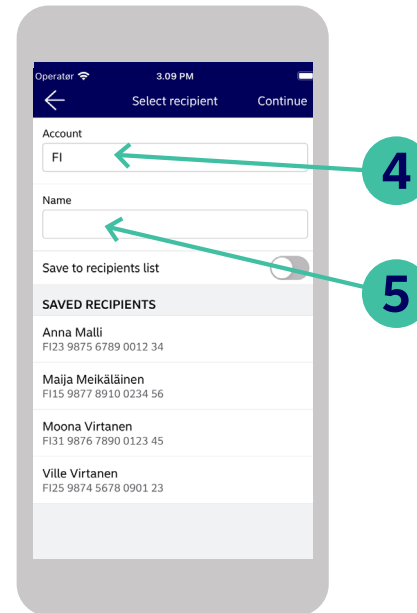 Operatør 3.09 PM
Select recipient Continue
Account
FI
4
Name
5
Save to recipients list
SAVED RECIPIENTS
Anna Malli
FI23 9875 6789 0012 34
Maija Meikäläinen
FI15 9877 8910 0234 56
Moona Virtanen
FI31 9876 7890 0123 45
Ville Virtanen
FI25 9874 5678 0901 23